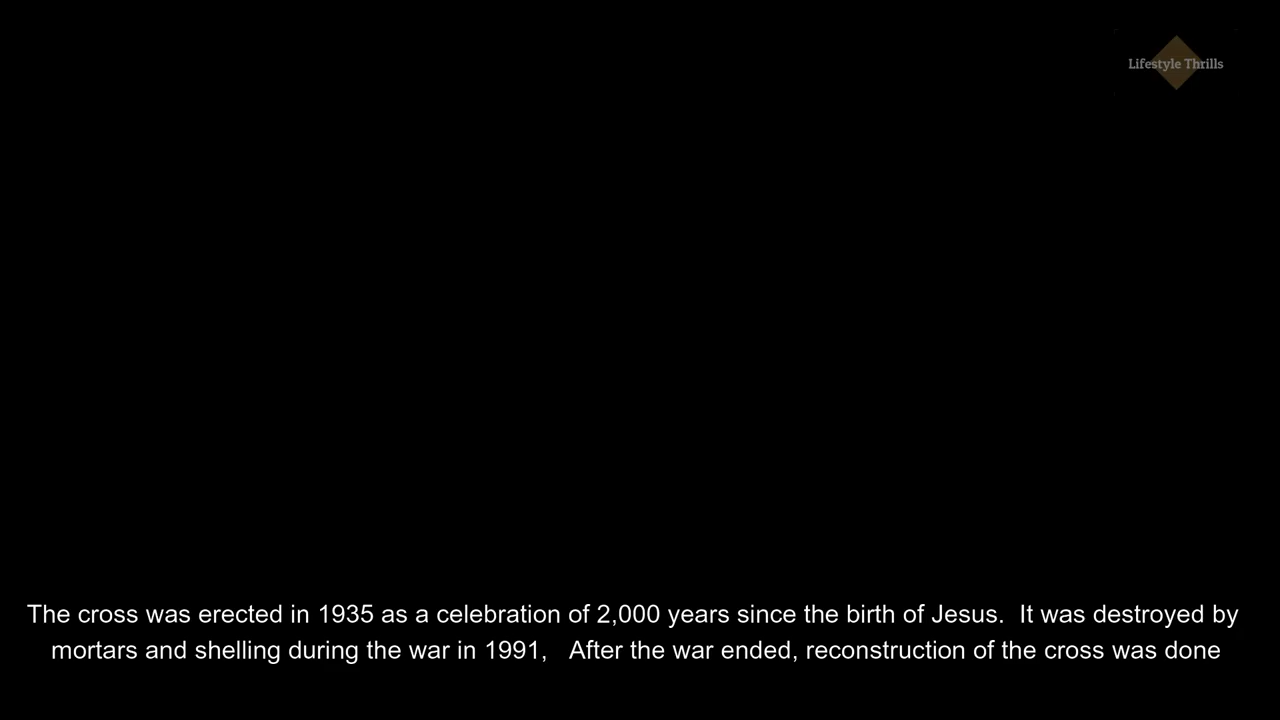 Lifestyle Thrills
The cross was erected in 1935 as a celebration of 2,000 years since the birth of Jesus.  It was destroyed by
mortars and shelling during the war in 1991,   After the war ended, reconstruction of the cross was done